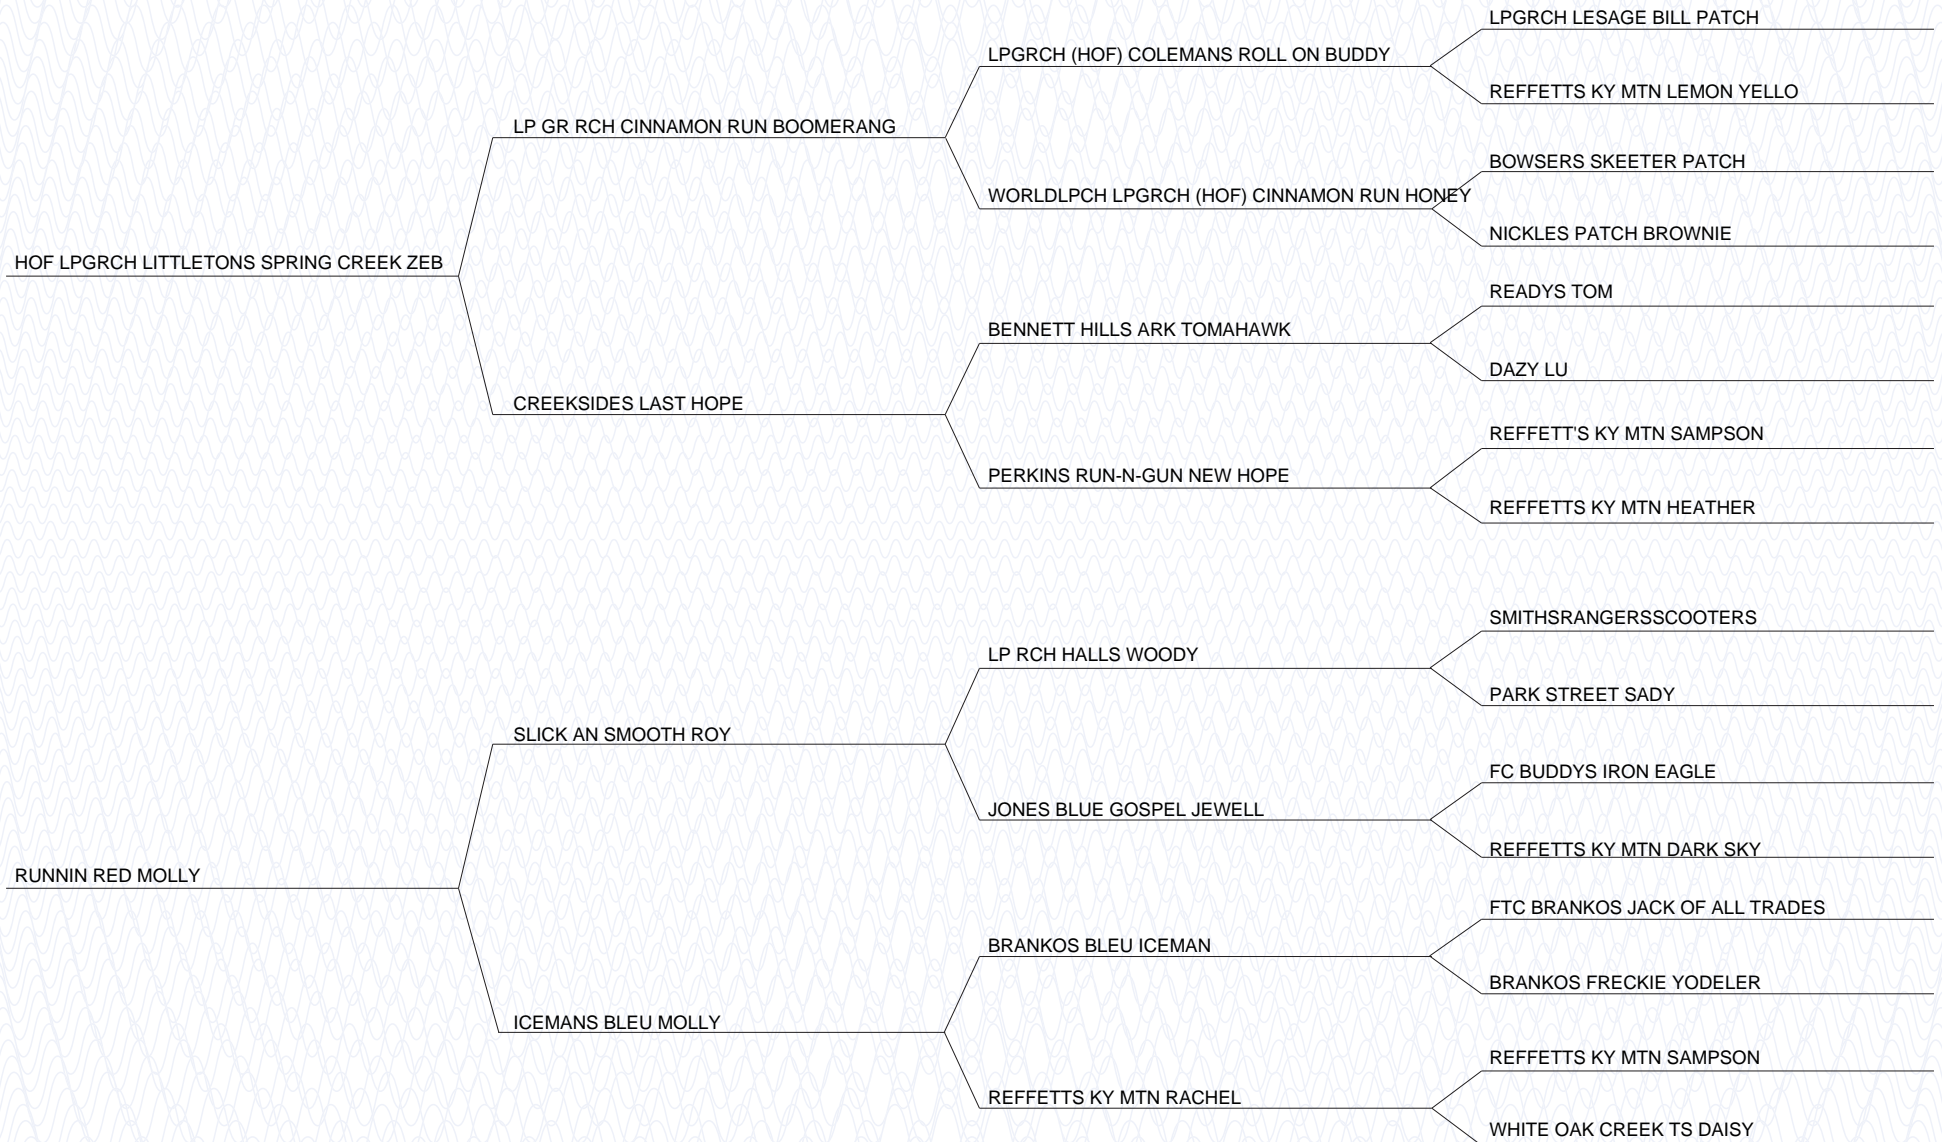 LPGRCH LESAGE BILL PATCH
LPGRCH (HOF) COLEMANS ROLL ON BUDDY
REFFETTS KY MTN LEMON YELLO
LP GR RCH CINNAMON RUN BOOMERANG
BOWSERS SKEETER PATCH
WORLDLPCH LPGRCH (HOF) CINNAMON RUN HONEY
NICKLES PATCH BROWNIE
HOF LPGRCH LITTLETONS SPRING CREEK ZEB
READYS TOM
BENNETT HILLS ARK TOMAHAWK
DAZY LU
CREEKSIDES LAST HOPE
REFFETT'S KY MTN SAMPSON
PERKINS RUN-N-GUN NEW HOPE
REFFETTS KY MTN HEATHER
SMITHSRANGERSSCOOTERS
LP RCH HALLS WOODY
PARK STREET SADY
SLICK AN SMOOTH ROY
FC BUDDYS IRON EAGLE
JONES BLUE GOSPEL JEWELL
REFFETTS KY MTN DARK SKY
RUNNIN RED MOLLY
FTC BRANKOS JACK OF ALL TRADES
BRANKOS BLEU ICEMAN
BRANKOS FRECKIE YODELER
ICEMANS BLEU MOLLY
REFFETTS KY MTN SAMPSON
REFFETTS KY MTN RACHEL
WHITE OAK CREEK TS DAISY